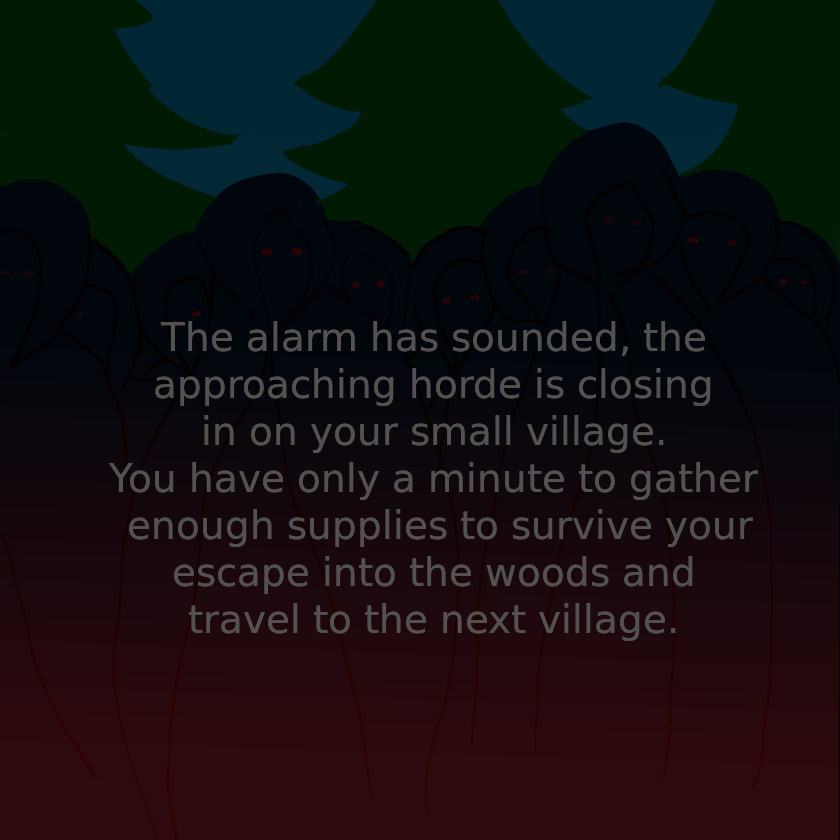 The alarm has sounded, the
approaching horde is closing
in on your small village.
You have only a minute to gather
enough supplies to survive your
escape into the woods and
travel to the next village.